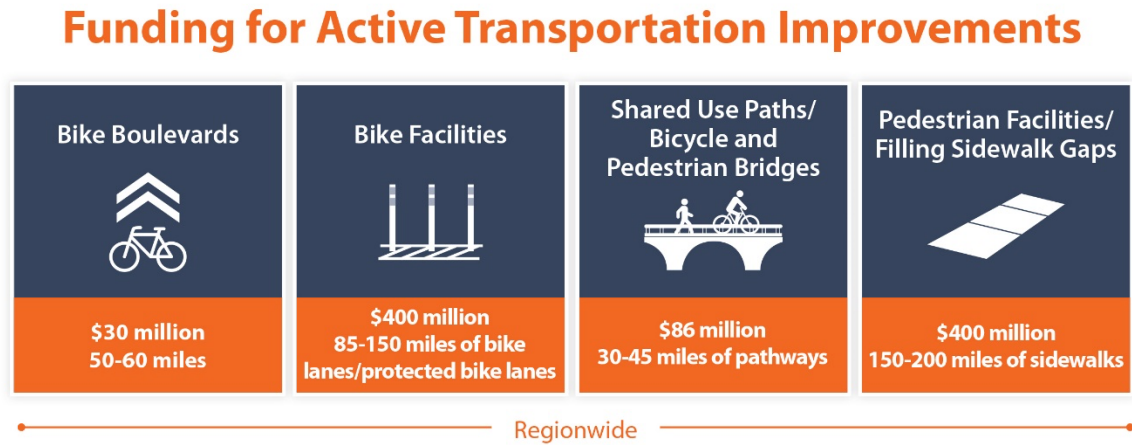 Funding for Active Transportation Improvements
Bike Boulevards
$30 million
50-60 miles
Bike Facilities
$400 million
85-150 miles of bike
lanes/protected bike lanes
Shared Use Paths/
Bicycle and
Pedestrian Bridges
$86 million
30-45 miles of pathways
Pedestrian Facilities/
Filling Sidewalk Gaps
$400 million
150-200 miles of sidewalks
Regionwide